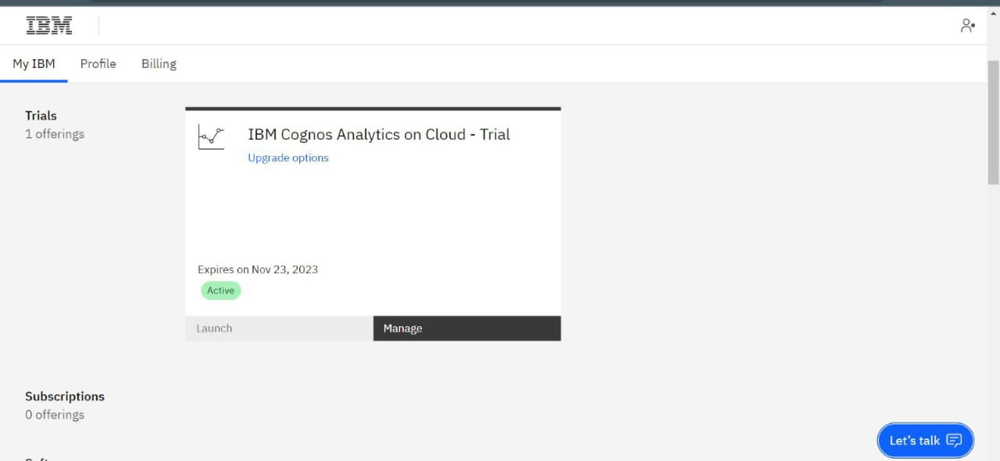 IBM
My IBM Profile Billing
Trials
1 offerings
IBM Cognos Analytics on Cloud - Trial
Upgrade options
Expires on Nov 23, 2023
Active
Launch Manage
Subscriptions
0 offerings
Let's talk